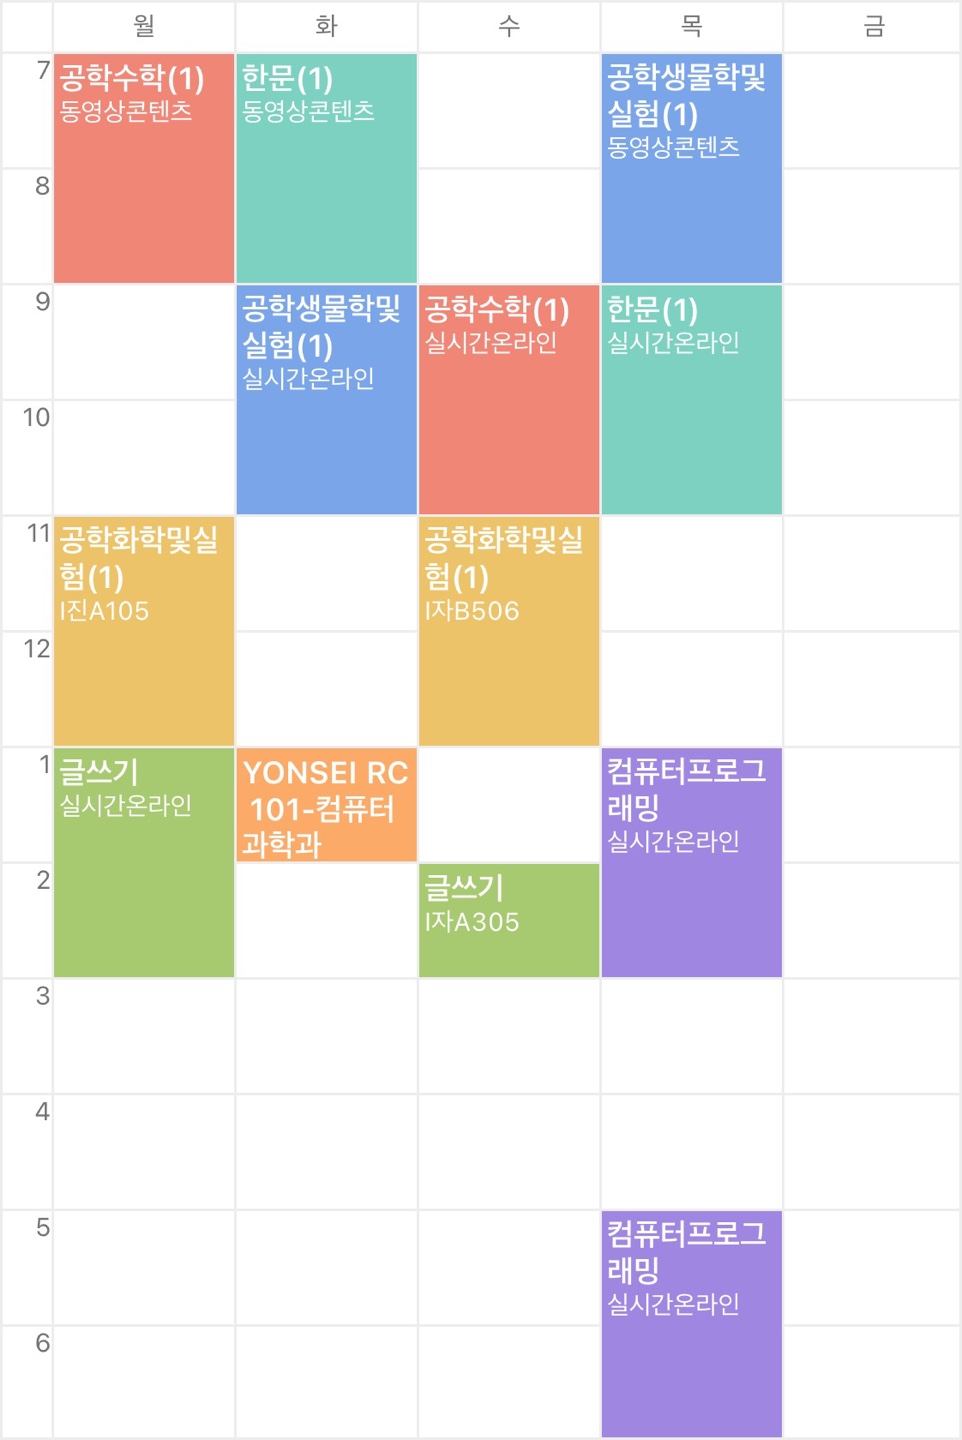 월 화 수 목 금
7
공학수학(1)
동영상콘텐츠
한문(1)
동영상콘텐츠
공학생물학및
실험(1)
동영상콘텐츠
8
9
공학생물학및
실험(1)
실시간온라인
공학수학(1)
실시간온라인
한문(1)
실시간온라인
10
11
공학화학및실
험(1)
I진A105
공학화학및실
험(1)
I자B506
12
1
글쓰기
실시간온라인
YONSEI RC
101-컴퓨터
과학과
컴퓨터프로그
래밍
실시간온라인
2
글쓰기
I자A305
3
4
5
컴퓨터프로그
래밍
실시간온라인
6